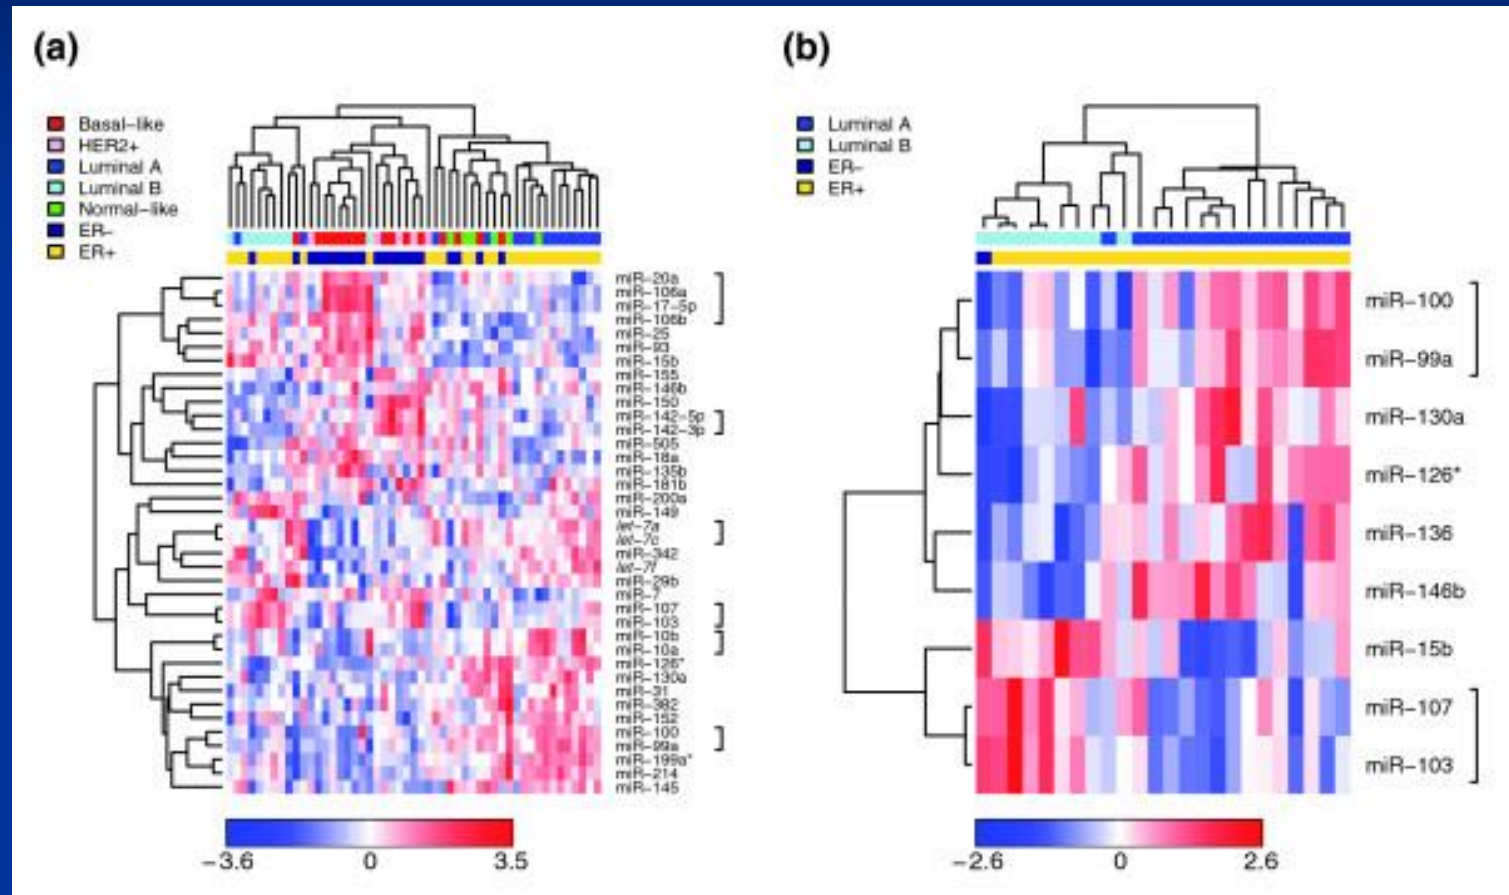 (a)
Basal-like
HER2+
Luminal A
Luminal B
Normal-like
ER-
ER+
miR-20a
miR-106a
miR-17-5p
miR-106b
miR-25
miR-93
miR-15b
miR-155
miR-146b
miR-150
miR-142-5p
miR-142-3p
miR-505
miR-18a
miR-135b
miR-181b
miR-200a
miR-149
let-7a
let-7c
miR-342
let-7f
miR-29b
miR-7
miR-107
miR-103
miR-10b
miR-10a
miR-126*
miR-130a
miR-31
miR-382
miR-152
miR-100
miR-99a
miR-199a*
miR-214
miR-145
-3.6 0 3.5
(b)
Luminal A
Luminal B
ER-
ER+
miR-100
miR-99a
miR-130a
miR-126*
miR-136
miR-146b
miR-15b
miR-107
miR-103
-2.6 0 2.6